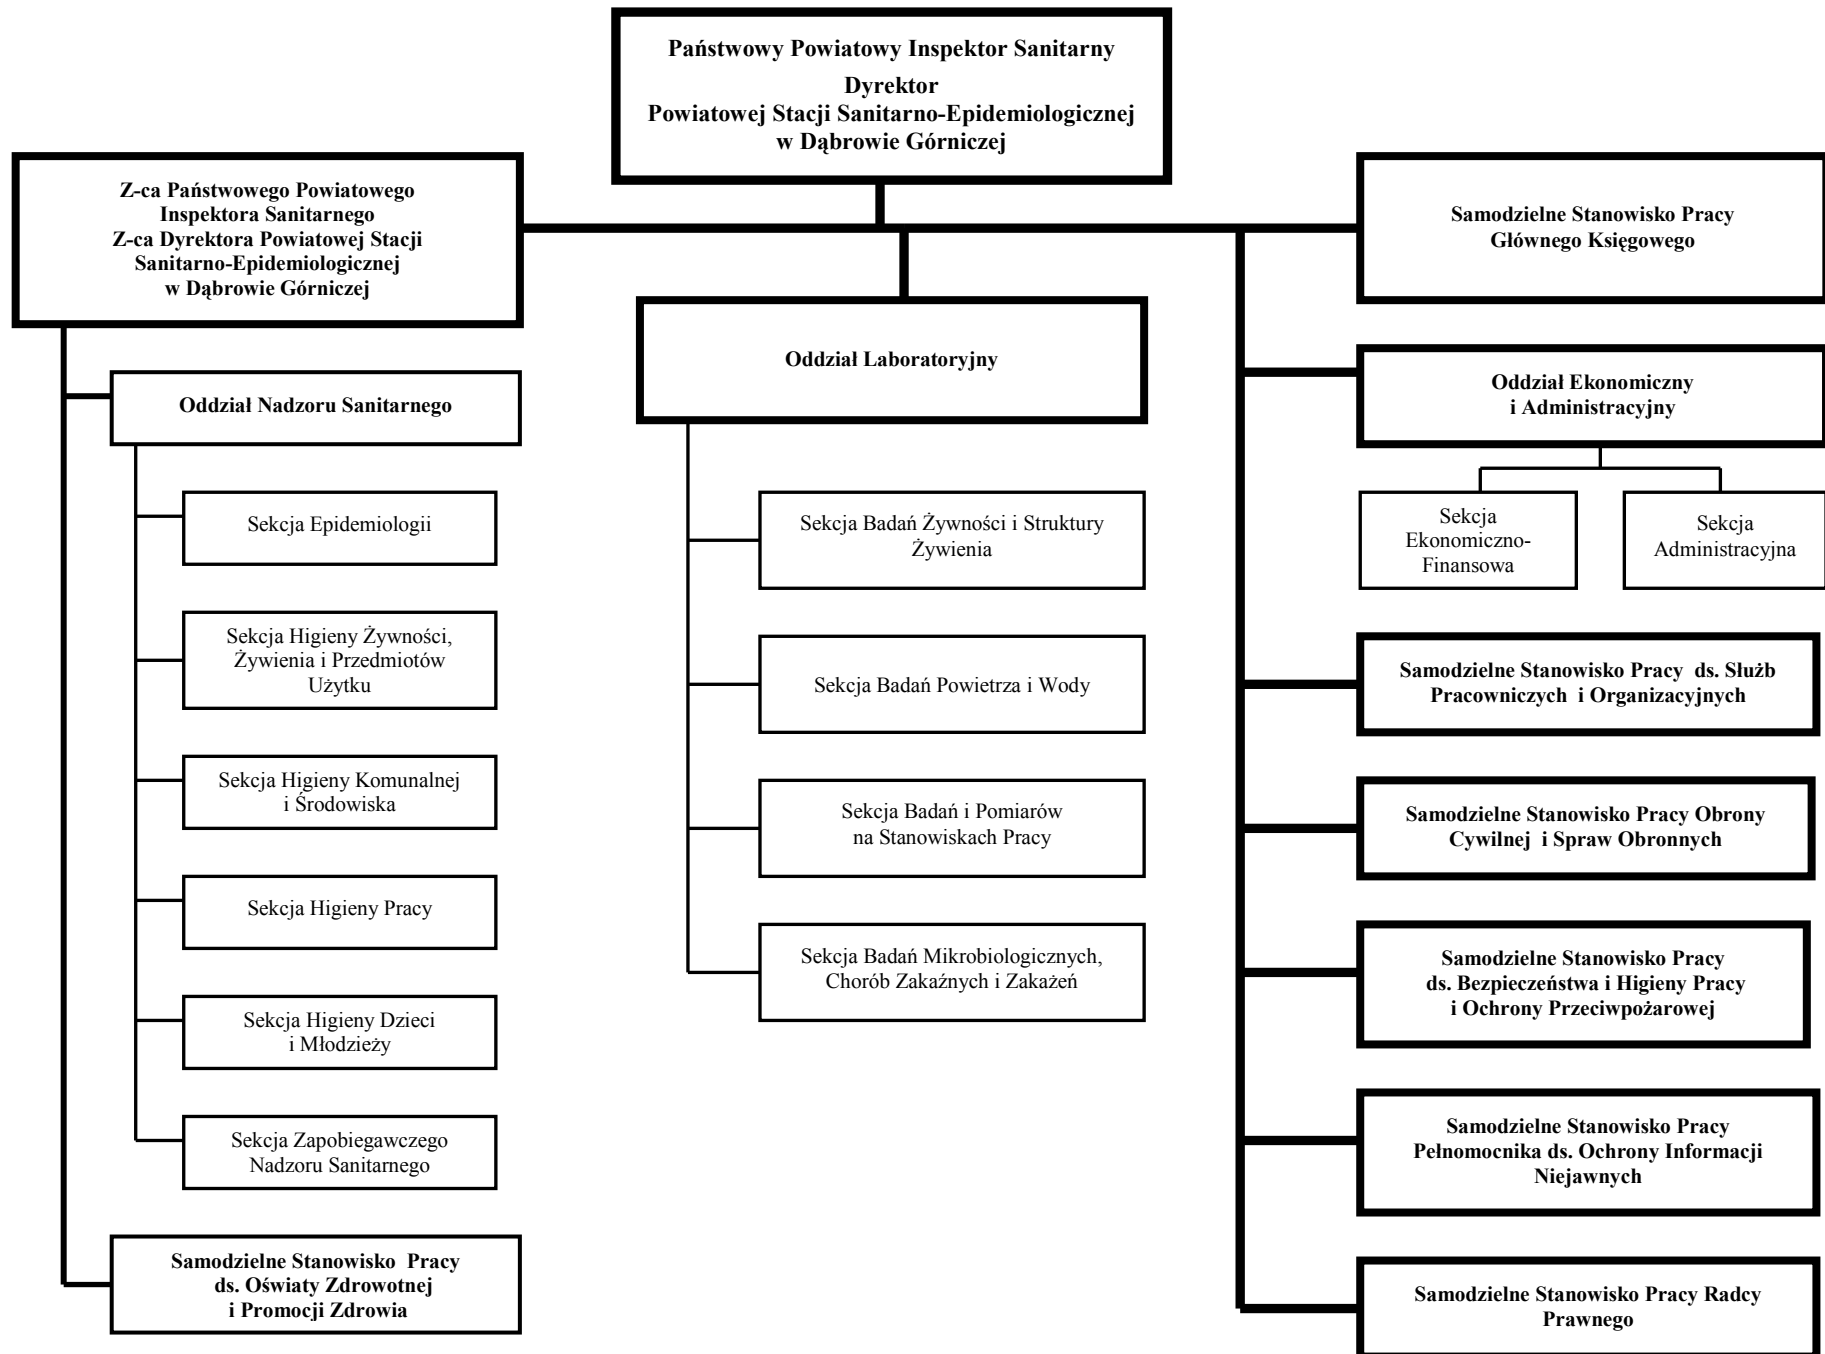 Państwowy Powiatowy Inspektor Sanitarny
Dyrektor
Powiatowej Stacji Sanitarno-Epidemiologicznej
w Dąbrowie Górniczej
Z-ca Państwowego Powiatowego
Inspektora Sanitarnego
Z-ca Dyrektora Powiatowej Stacji
Sanitarno-Epidemiologicznej
w Dąbrowie Górniczej
Oddział Nadzoru Sanitarnego
Sekcja Epidemiologii
Sekcja Higieny Żywności,
Żywienia i Przedmiotów
Użytku
Sekcja Higieny Komunalnej
i Środowiska
Sekcja Higieny Pracy
Sekcja Higieny Dzieci
i Młodzieży
Sekcja Zapobiegawczego
Nadzoru Sanitarnego
Samodzielne Stanowisko Pracy
ds. Oświaty Zdrowotnej
i Promocji Zdrowia
Oddział Laboratoryjny
Sekcja Badań Żywności i Struktury
Żywienia
Sekcja Badań Powietrza i Wody
Sekcja Badań i Pomiarów
na Stanowiskach Pracy
Sekcja Badań Mikrobiologicznych,
Chorób Zakaźnych i Zakażeń
Samodzielne Stanowisko Pracy
Głównego Księgowego
Oddział Ekonomiczny
i Administracyjny
Sekcja
Ekonomiczno-
Finansowa
Sekcja
Administracyjna
Samodzielne Stanowisko Pracy ds. Służb
Pracowniczych i Organizacyjnych
Samodzielne Stanowisko Pracy Obrony
Cywilnej i Spraw Obronnych
Samodzielne Stanowisko Pracy
ds. Bezpieczeństwa i Higieny Pracy
i Ochrony Przeciwpożarowej
Samodzielne Stanowisko Pracy
Pełnomocnika ds. Ochrony Informacji
Niejawnych
Samodzielne Stanowisko Pracy Radcy
Prawnego